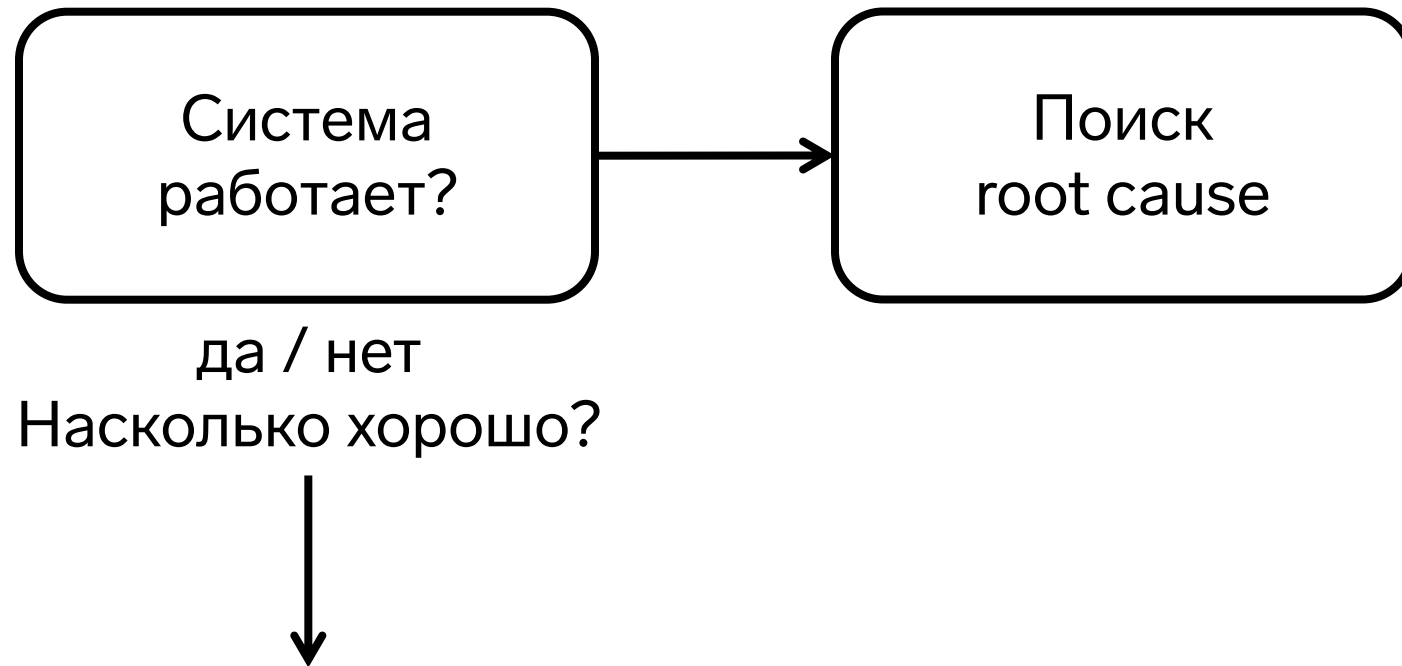 Система
работает?
Поиск
root cause
да / нет
Насколько хорошо?